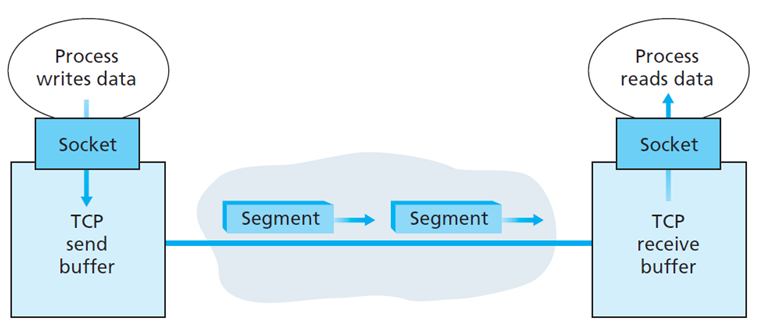 Process
writes data
Process
reads data
Socket
Socket
Segment
Segment
TCP
send
buffer
TCP
receive
buffer